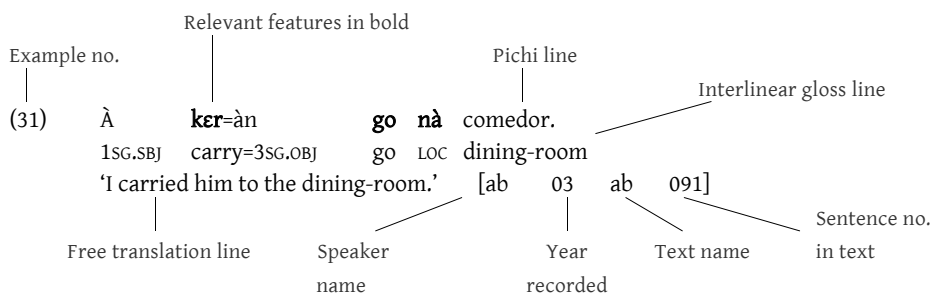 Relevant features in bold
Example no.
Pichi line
Interlinear gloss line
(31) À kɛr=àn go nà comedor.
1SG.SBJ carry=3SG.OBJ go LOC dining-room
‘I carried him to the dining-room.’ [ab 03 ab 091]
Free translation line
Speaker name
Year recorded
Text name
Sentence no. in text